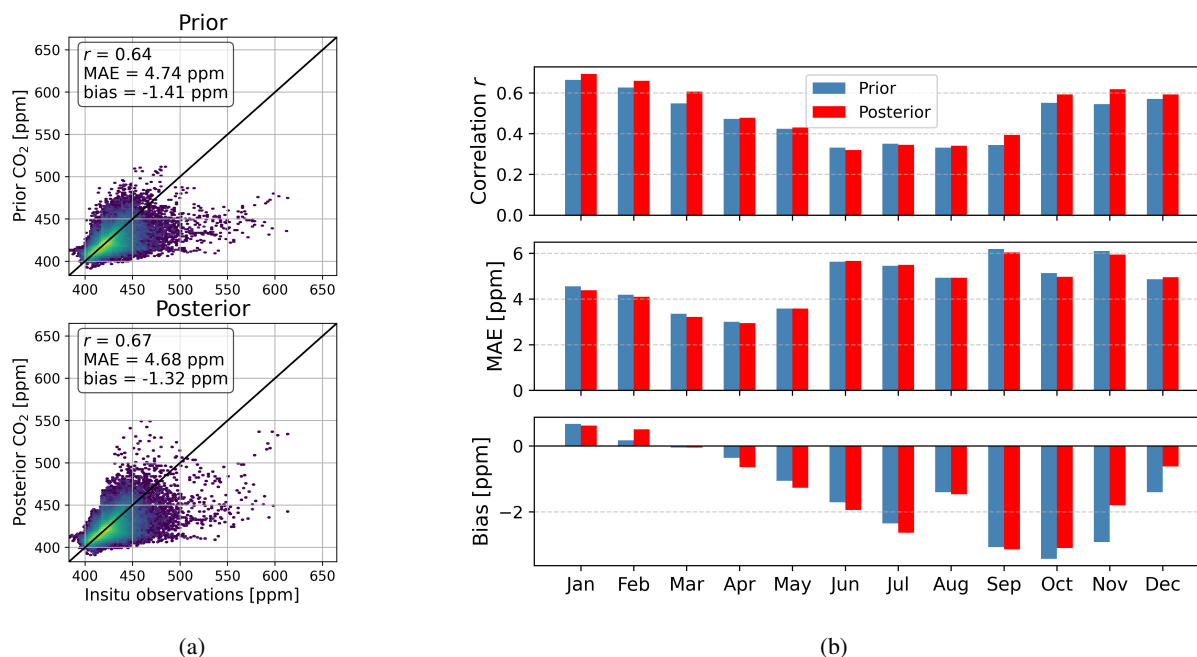 Prior
r = 0.64
MAE = 4.74 ppm
bias = -1.41 ppm
Prior CO2 [ppm]
650
600
550
500
450
400
400 450 500 550 600 650
Posterior
r = 0.67
MAE = 4.68 ppm
bias = -1.32 ppm
Posterior CO2 [ppm]
650
600
550
500
450
400
400 450 500 550 600 650
Insitu observations [ppm]
(a)
Prior
Posterior
Correlation r
0.6
0.4
0.2
0.0
MAE [ppm]
6
4
2
0
Bias [ppm]
0
−2
Jan Feb Mar Apr May Jun Jul Aug Sep Oct Nov Dec
(b)